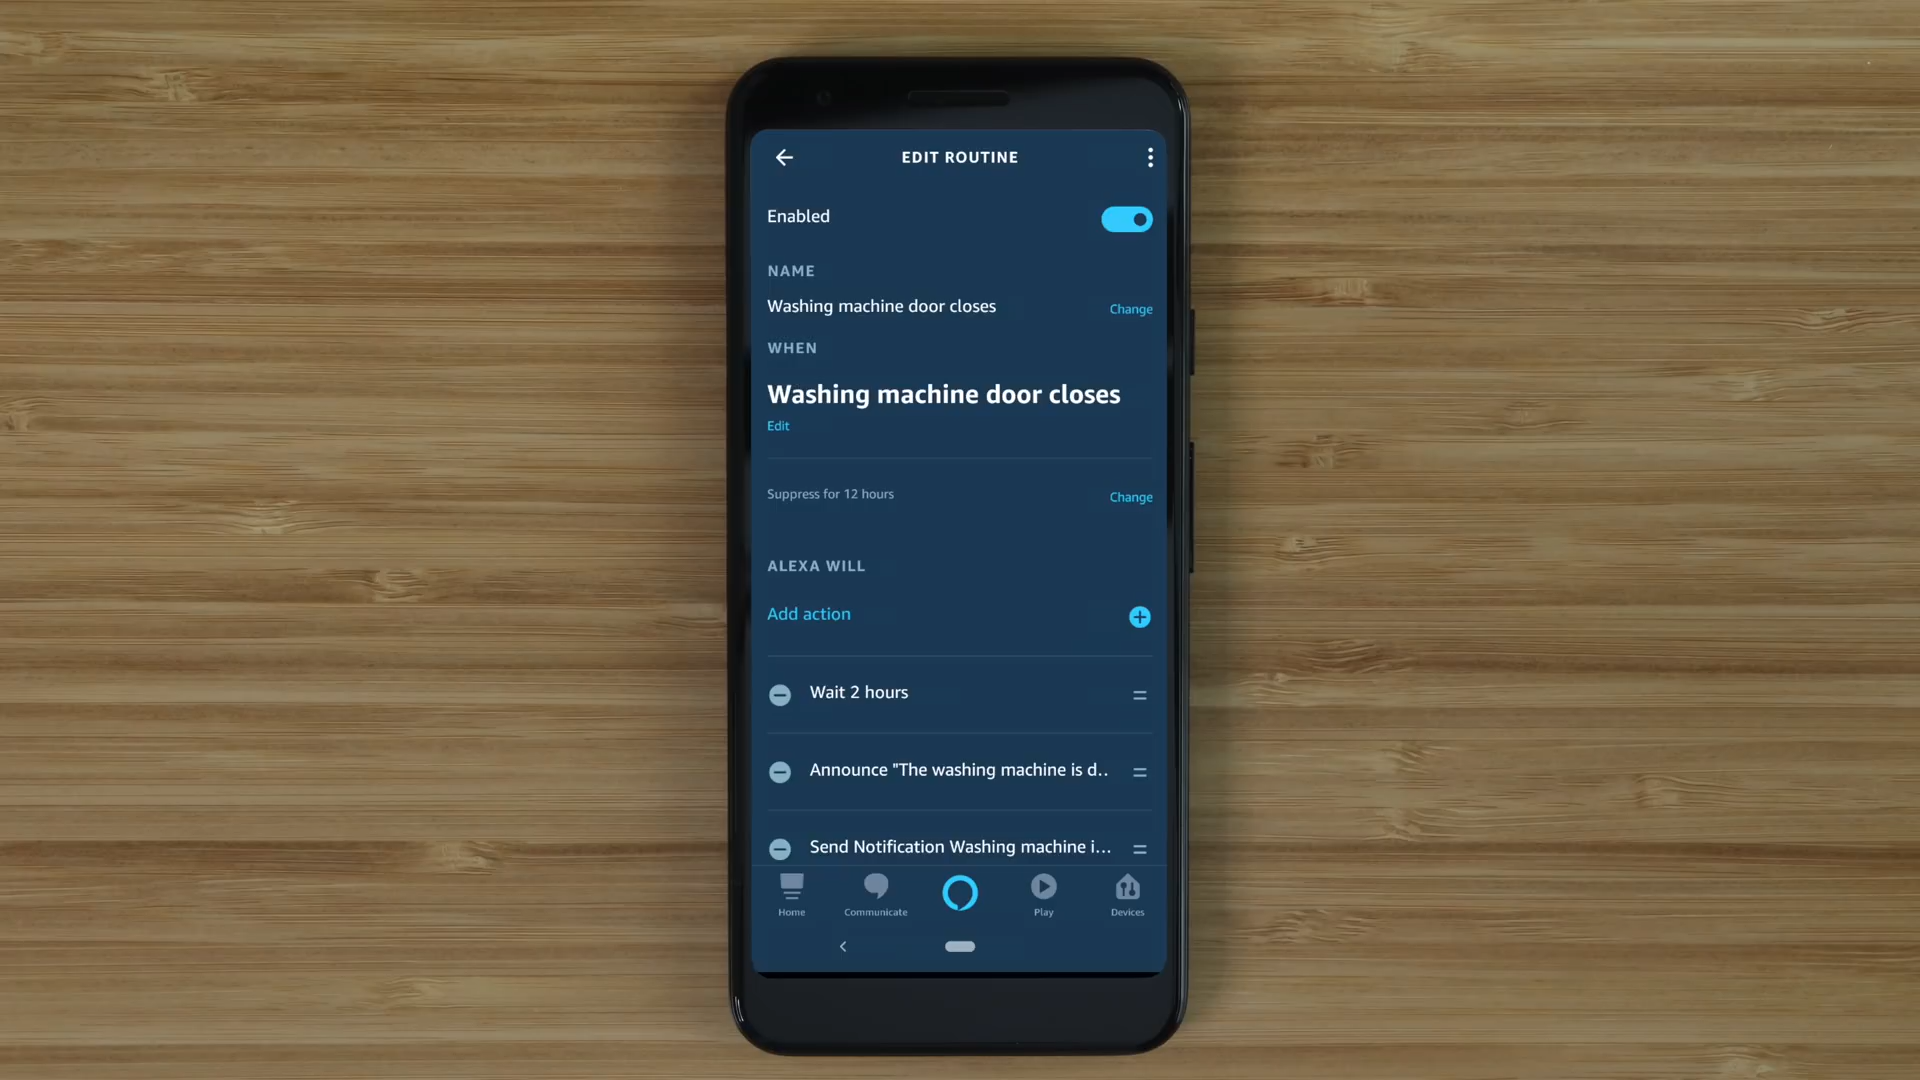 EDIT ROUTINE
Enabled
NAME
Washing machine door closes
Change
WHEN
Washing machine door closes
Edit
Suppress for 12 hours
Change
ALEXA WILL
Add action
Wait 2 hours
Announce "The washing machine is d..
Send Notification Washing machine i...
Home
Communicate
Play
Devices